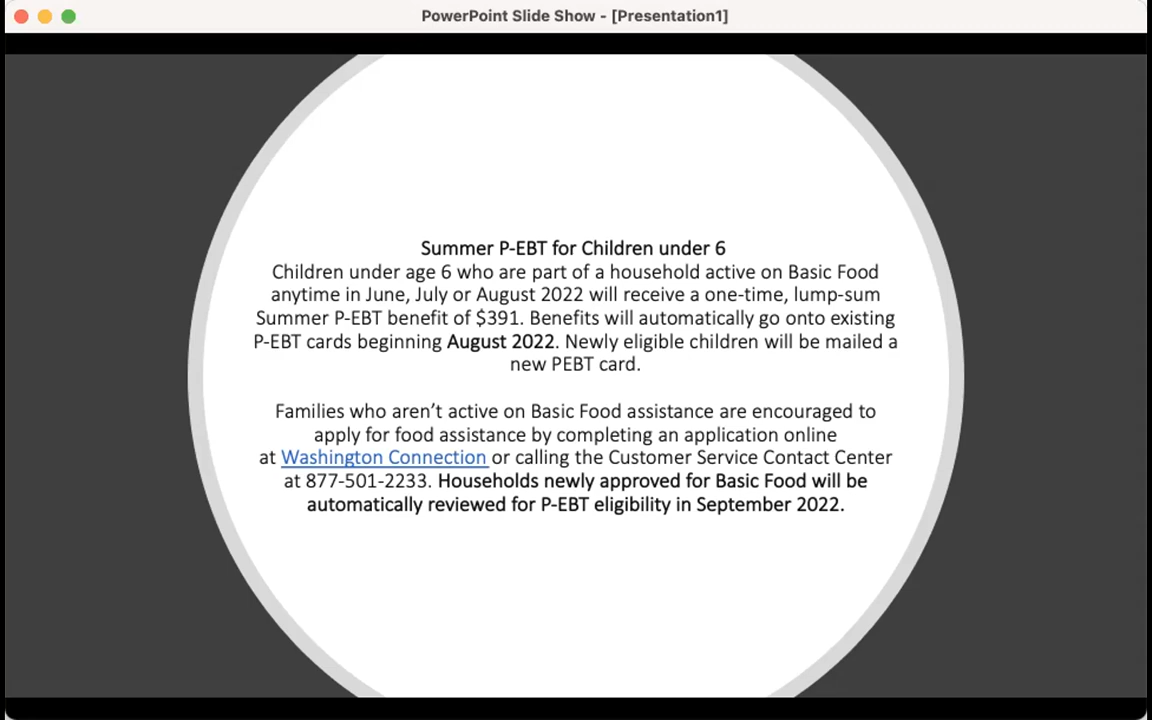 PowerPoint Slide Show - [Presentation1]
Summer P-EBT for Children under 6
Children under age 6 who are part of a household active on Basic Food
anytime in June, July or August 2022 will receive a one-time, lump-sum
Summer P-EBT benefit of $391. Benefits will automatically go onto existing
P-EBT cards beginning August 2022. Newly eligible children will be mailed a
new PEBT card.
Families who aren’t active on Basic Food assistance are encouraged to
apply for food assistance by completing an application online
at Washington Connection or calling the Customer Service Contact Center
at 877-501-2233. Households newly approved for Basic Food will be
automatically reviewed for P-EBT eligibility in September 2022.